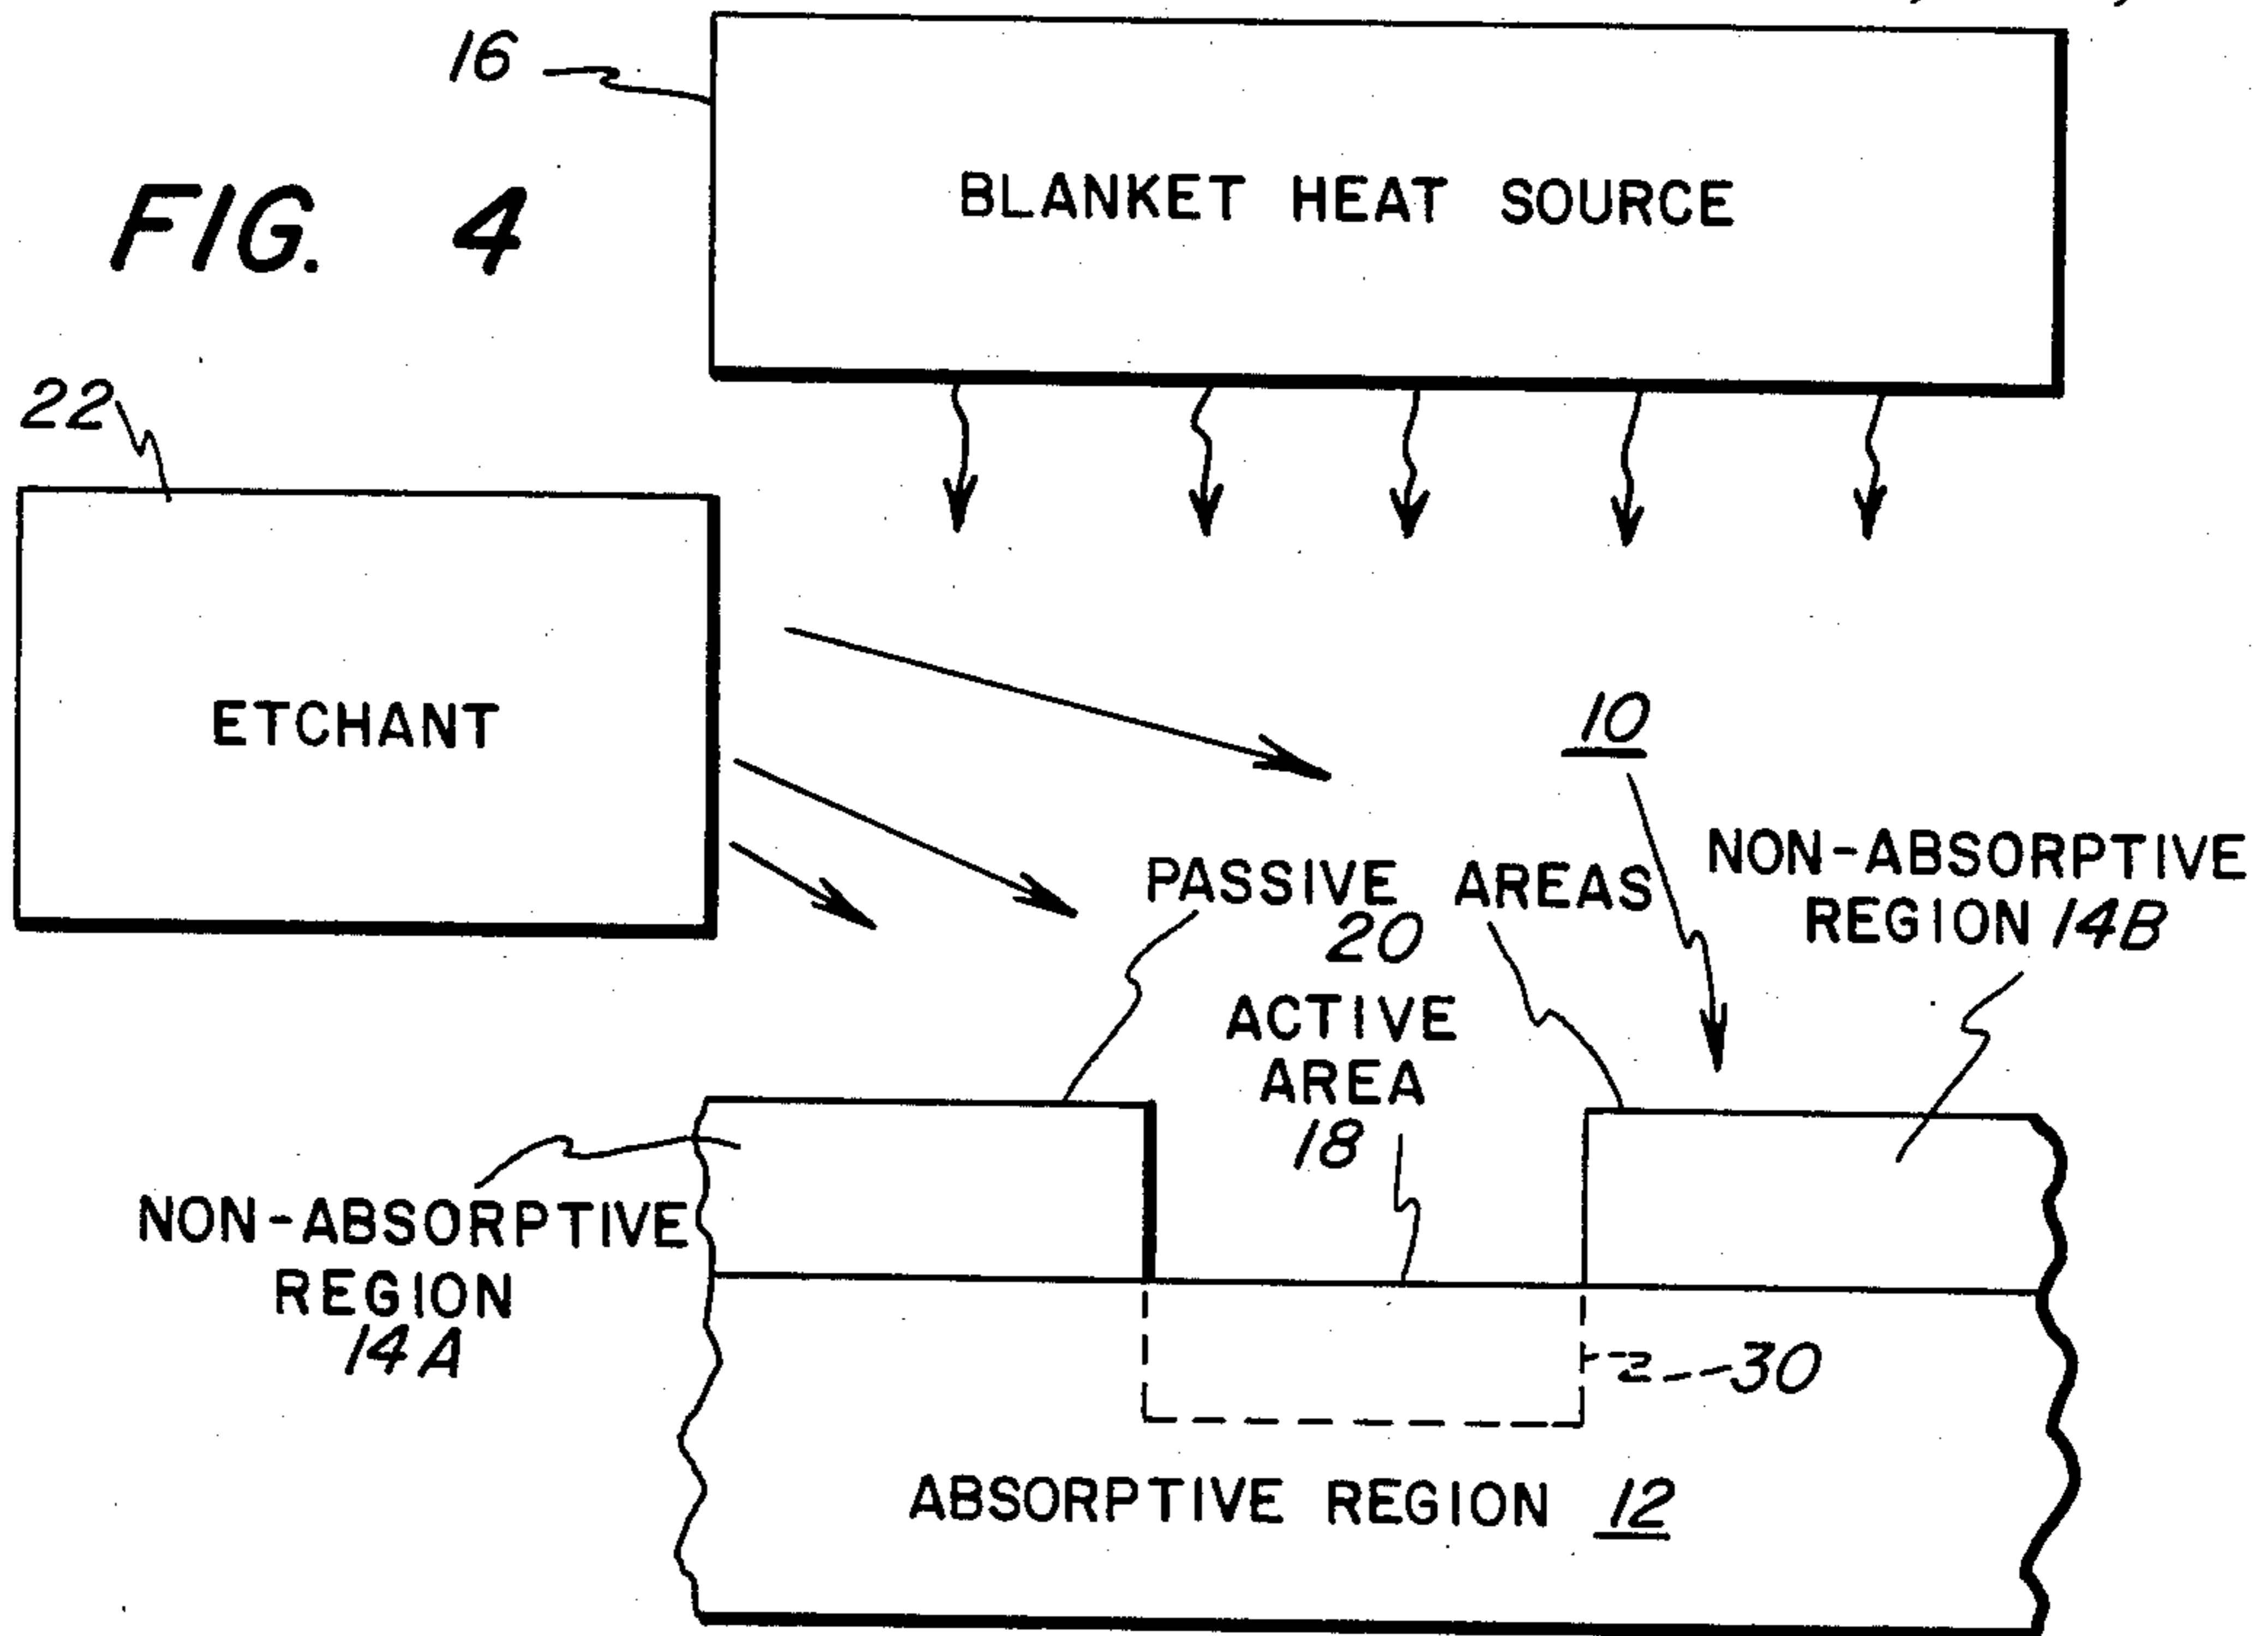 16
BLANKET HEAT SOURCE
FIG. 4
22
ETCHANT
10
PASSIVE AREAS
20
NON-ABSORPTIVE
REGION 14B
ACTIVE
AREA
18
NON-ABSORPTIVE
REGION
14A
30
ABSORPTIVE REGION 12